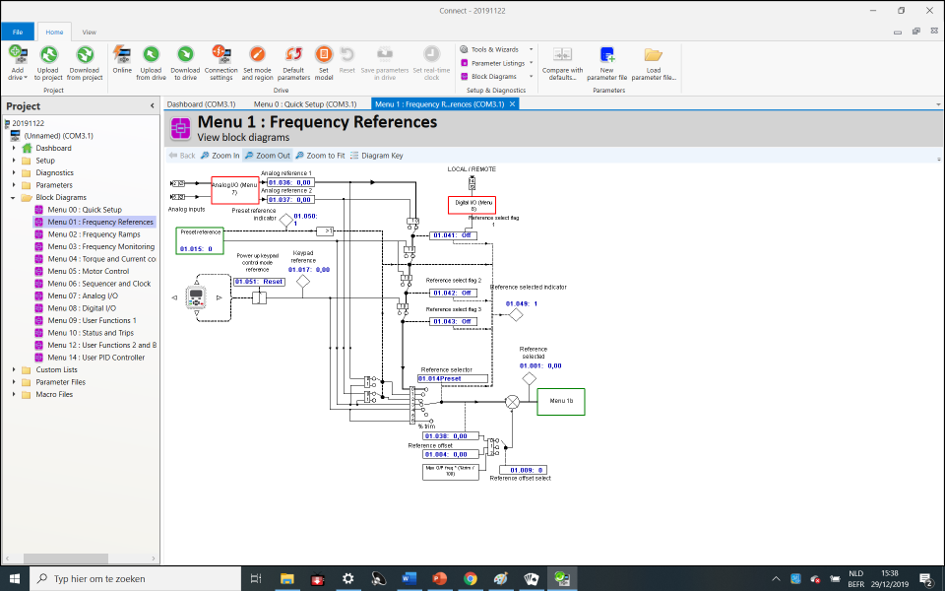 Connect - 20191122
File
Home
View
Add drive
Upload to project
Download from project
Online
Upload from drive
Download to drive
Connection settings
Set mode and region
Default parameters
Set model
Reset
Save parameters in drive
Set real-time clock
Tools & Wizards
Parameter Listings
Block Diagrams
Compare with defaults...
New parameter file
Load parameter file...
Project
Drive
Setup & Diagnostics
Parameters
Project
20191122
(Unnamed) (COM3.1)
Dashboard
Setup
Diagnostics
Parameters
Block Diagrams
Menu 00 : Quick Setup
Menu 01 : Frequency References
Menu 02 : Frequency Ramps
Menu 03 : Frequency Monitoring
Menu 04 : Torque and Current co
Menu 05 : Motor Control
Menu 06 : Sequencer and Clock
Menu 07 : Analog I/O
Menu 08 : Digital I/O
Menu 09 : User Functions 1
Menu 10 : Status and Trips
Menu 12 : User Functions 2 and B
Menu 14 : User PID Controller
Custom Lists
Parameter Files
Macro Files
Dashboard (COM3.1)
Menu 0 : Quick Setup (COM3.1)
Menu 1 : Frequency R...rences (COM3.1)
Menu 1 : Frequency References
View block diagrams
Back
Zoom In
Zoom Out
Zoom to Fit
Diagram Key
LOCAL / REMOTE
Analog reference 1
01.036: 0,00
Analog I/O (Menu
7)
Analog reference 2
01.037: 0,00
Analog inputs
Digital I/O (Menu
8)
Reference select flag
1
01.041: Off
Preset reference
indicator
01.050:
1
Preset reference
01.015: 0
Power up keypad
control mode
reference
01.051: Reset
Keypad
reference
01.017: 0,00
Reference select flag 2
01.042: Off
Reference select flag 3
01.043: Off
Reference selected indicator
01.049: 1
Reference
selected
01.001: 0,00
Reference selector
01.014Preset
Menu 1b
% trim
01.038: 0,00
Reference offset
01.004: 0,00
01.009: 0
Reference offset select
Typ hier om te zoeken
NLD
BEFR
15:38
29/12/2019
2